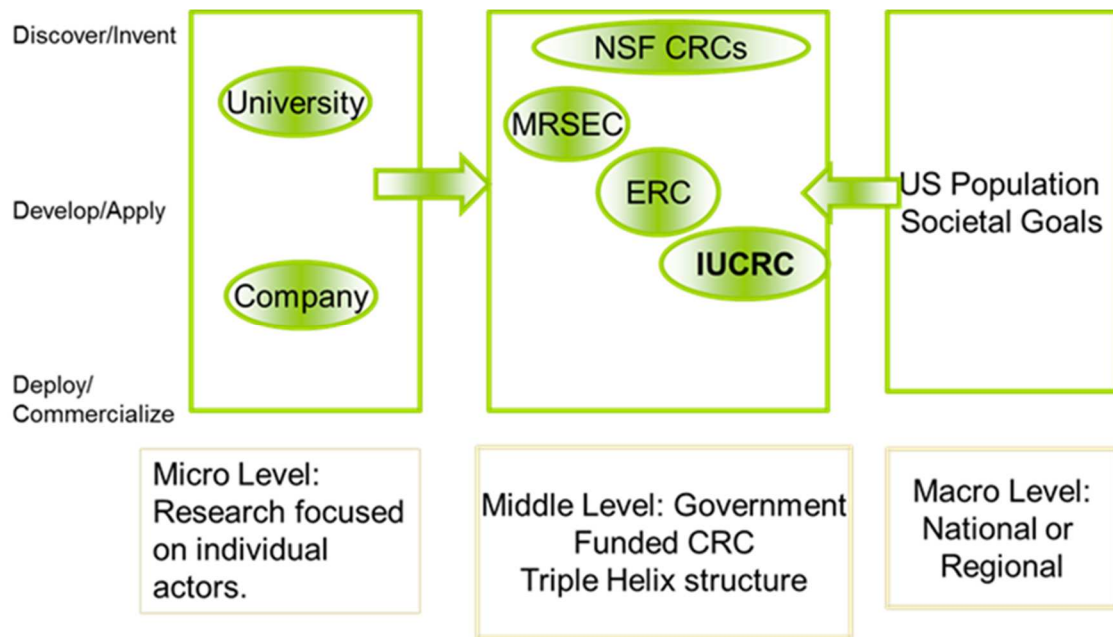 Discover/Invent
Develop/Apply
Deploy/
Commercialize
University
Company
NSF CRCs
MRSEC
ERC
IUCRC
US Population
Societal Goals
Micro Level:
Research focused
on individual
actors.
Middle Level: Government
Funded CRC
Triple Helix structure
Macro Level:
National or
Regional